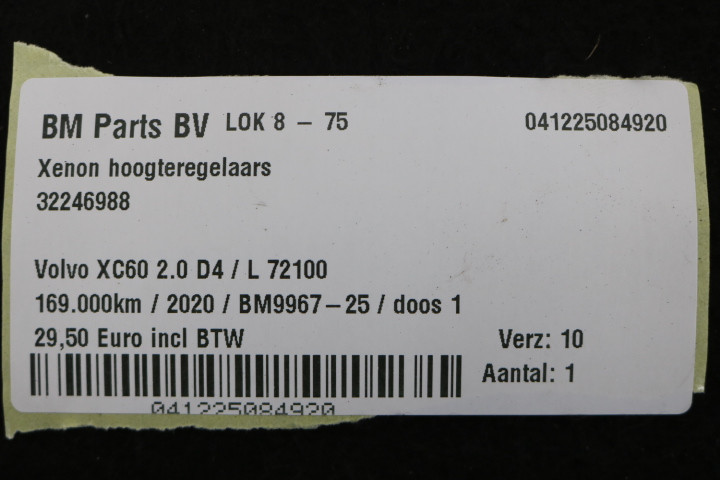 BM Parts BV LOK 8 - 75 041225084920
Xenon hoogteregelaars
32246988
Volvo XC60 2.0 D4 / L 72100
169.000km / 2020 / BM9967-25 / doos 1
29,50 Euro incl BTW Verz: 10
Aantal: 1
041225084920